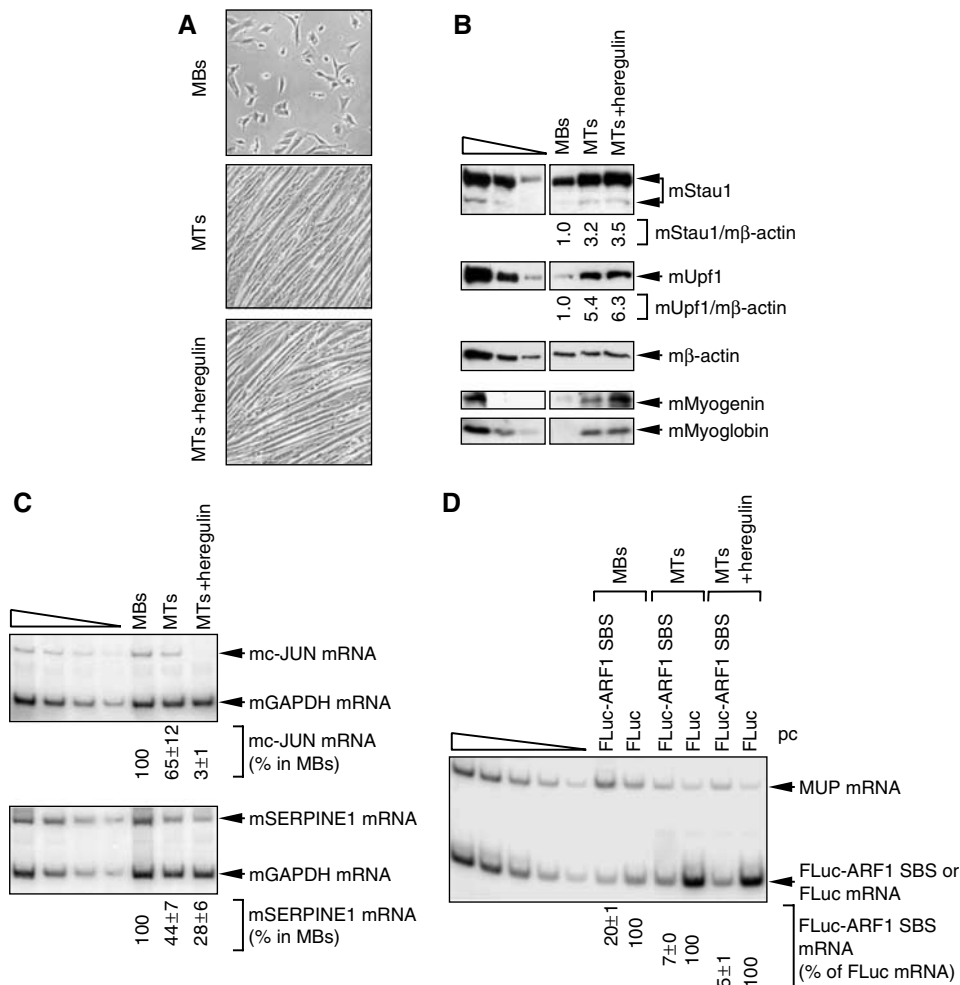 A
MBs
MTs
MTs+heregulin
B
MBs
MTs
MTs+heregulin
mStau1
1.0 3.2 3.5 mStau1/mβ-actin
mUpf1
1.0 5.4 6.3 mUpf1/mβ-actin
mβ-actin
mMyogenin
mMyoglobin
C
MBs
MTs
MTs+heregulin
mc-JUN mRNA
mGAPDH mRNA
100 65±12 3±1 mc-JUN mRNA
(% in MBs)
mSERPINE1 mRNA
mGAPDH mRNA
100 44±7 28±6 mSERPINE1 mRNA
(% in MBs)
D
MBs
MTs
MTs
+heregulin
FLuc-ARF1 SBS
FLuc
FLuc-ARF1 SBS
FLuc
FLuc-ARF1 SBS
FLuc
pc
MUP mRNA
FLuc-ARF1 SBS or
FLuc mRNA
20±1 100 7±0 100 5±1 100
FLuc-ARF1 SBS
mRNA
(% of FLuc mRNA)